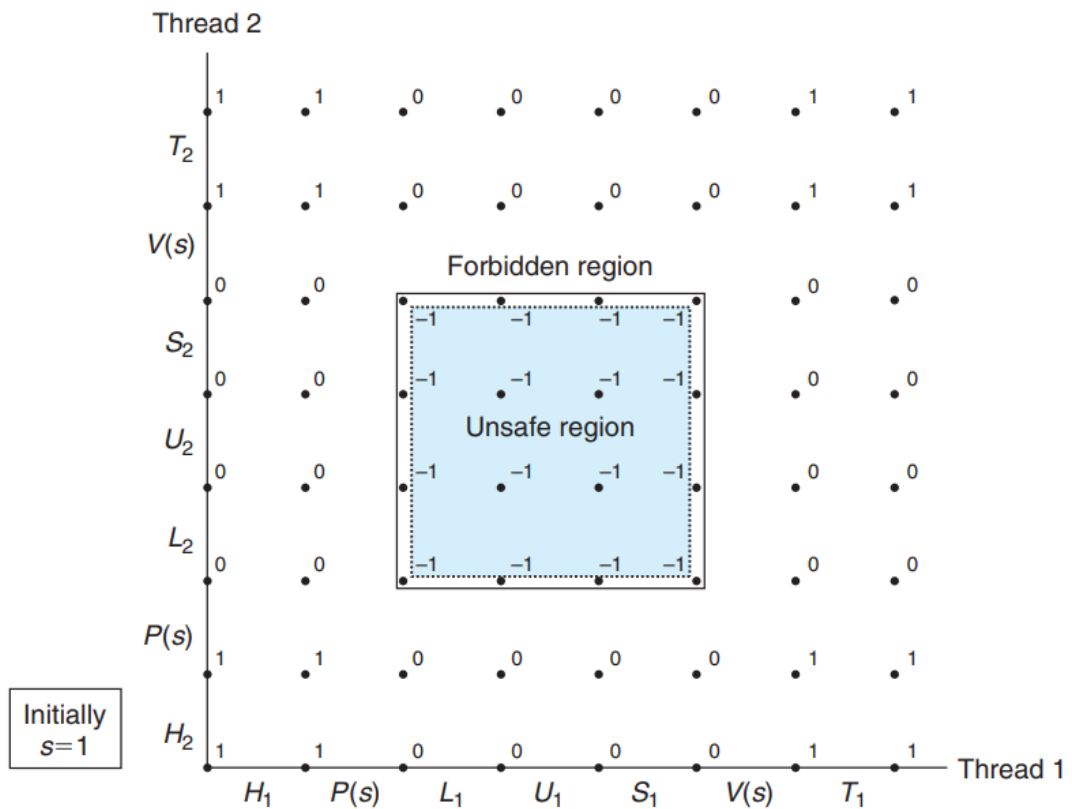 Thread 2
1 1 0 0 0 0 1 1
T2
1 1 0 0 0 0 1 1
V(s)
Forbidden region
0 0 0 0
–1 –1 –1 –1
S2
0 0 –1 –1 –1 –1 0 0
Unsafe region
U2
0 0 –1 –1 –1 –1 0 0
L2
0 0 –1 –1 –1 –1 0 0
P(s)
1 1 0 0 0 0 1 1
Initially
s=1
H2
1 1 0 0 0 0 1 1
Thread 1
H1 P(s) L1 U1 S1 V(s) T1